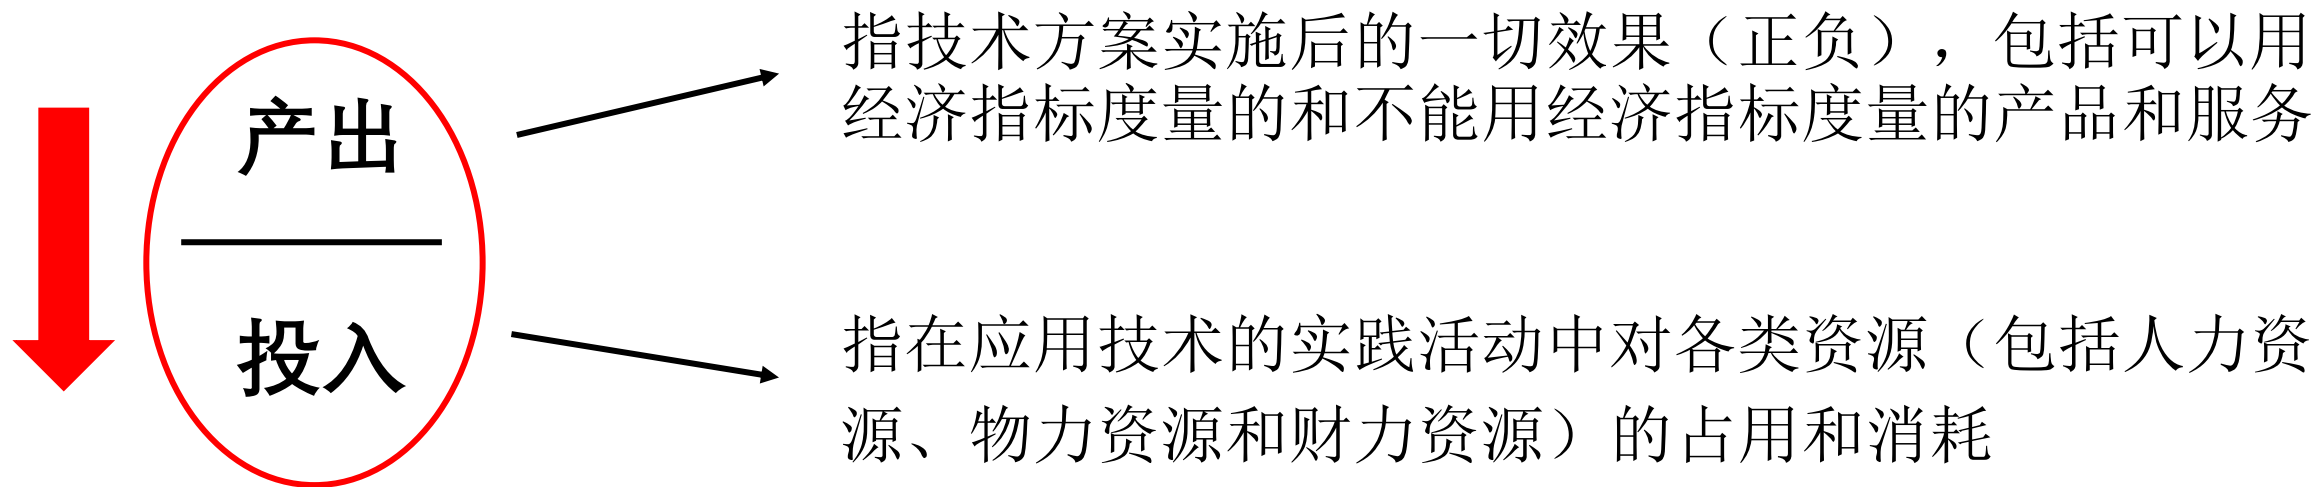 产出
投入
指技术方案实施后的一切效果（正负），包括可以用
经济指标度量的和不能用经济指标度量的产品和服务
指在应用技术的实践活动中对各类资源（包括人力资
源、物力资源和财力资源）的占用和消耗